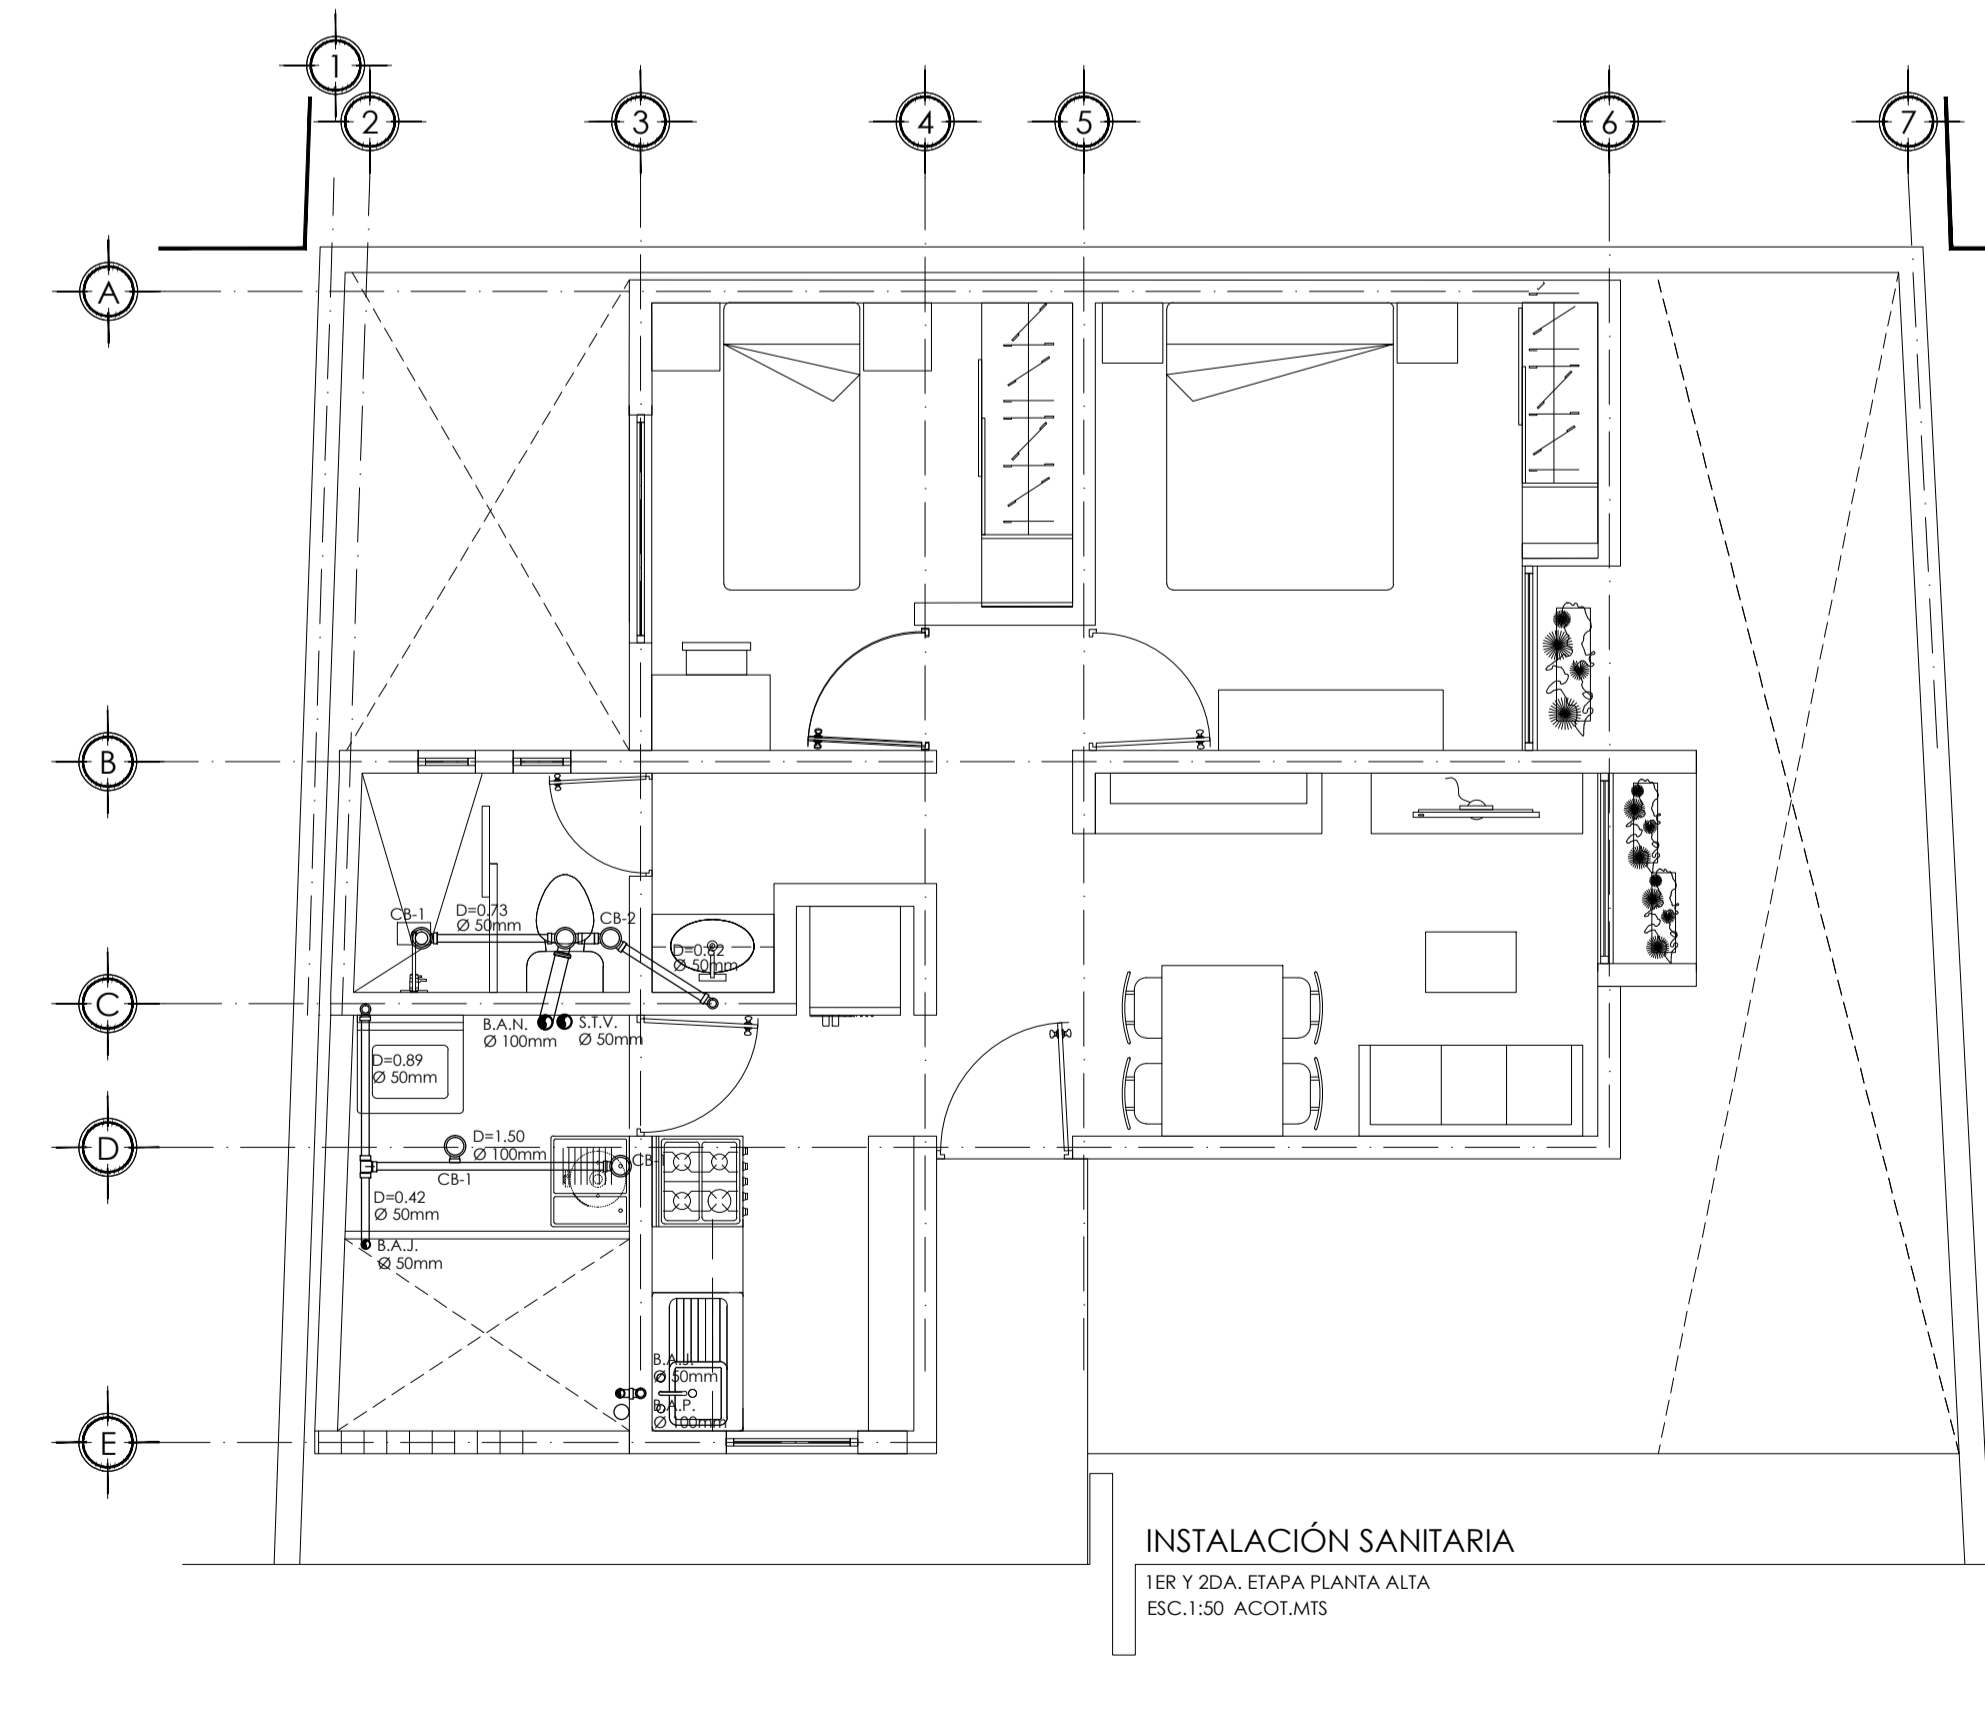 1
2
3
4
5
6
7
A
B
CB-1
D=0.73
Ø 50mm
CB-2
D=0.82
Ø 50mm
C
B.A.N.
Ø 100mm
S.T.V.
Ø 50mm
D=0.89
Ø 50mm
D
D=1.50
Ø 100mm
CB-1
CB-1
D=0.42
Ø 50mm
B.A.J.
Ø 50mm
B.A.J.
Ø 50mm
B.A.P.
Ø 100mm
E
INSTALACIÓN SANITARIA
1ER Y 2DA. ETAPA PLANTA ALTA
ESC.1:50 ACOT.MTS